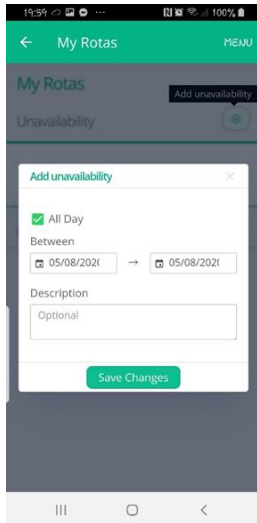 19:59 100%
My Rotas MENU
My Rotas
Add unavailability
Unavailability
Add unavailability
All Day
Between
05/08/202( → 05/08/202(
Description
Optional
Save Changes